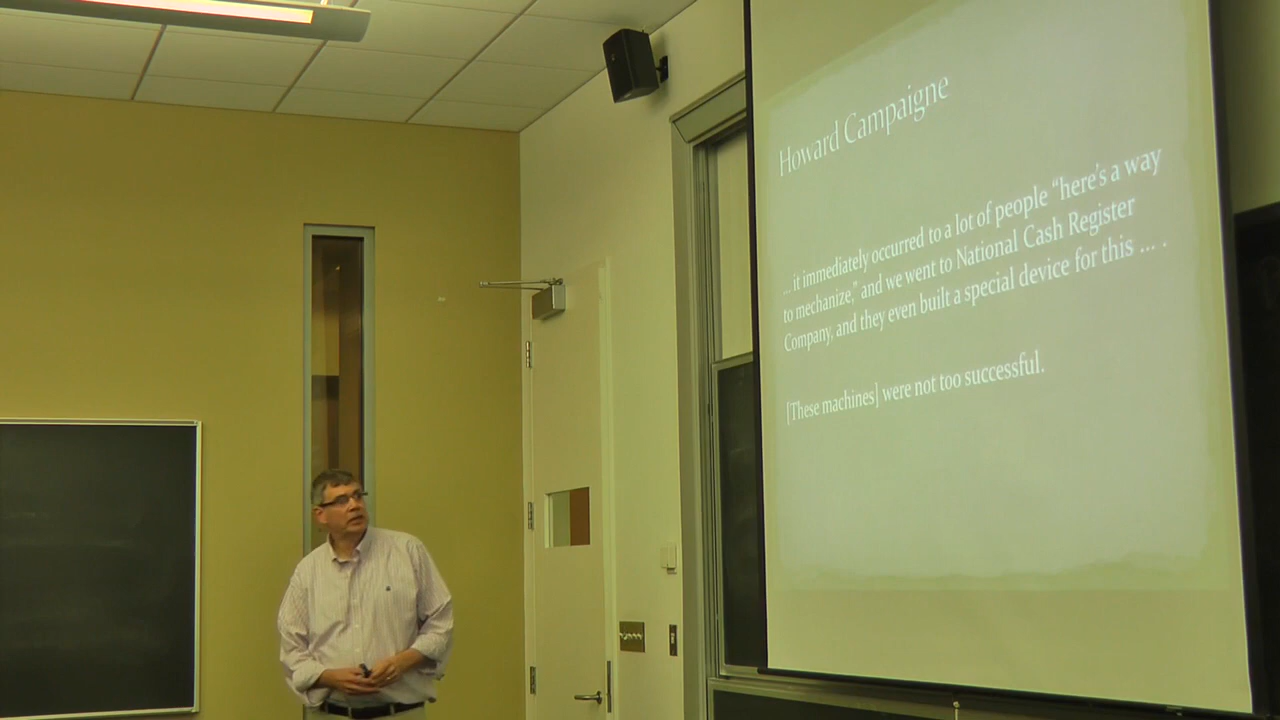 Howard Campaigne
... it immediately occurred to a lot of people “here’s a way
to mechanize,” and we went to National Cash Register
Company, and they even built a special device for this ... .
[These machines] were not too successful.